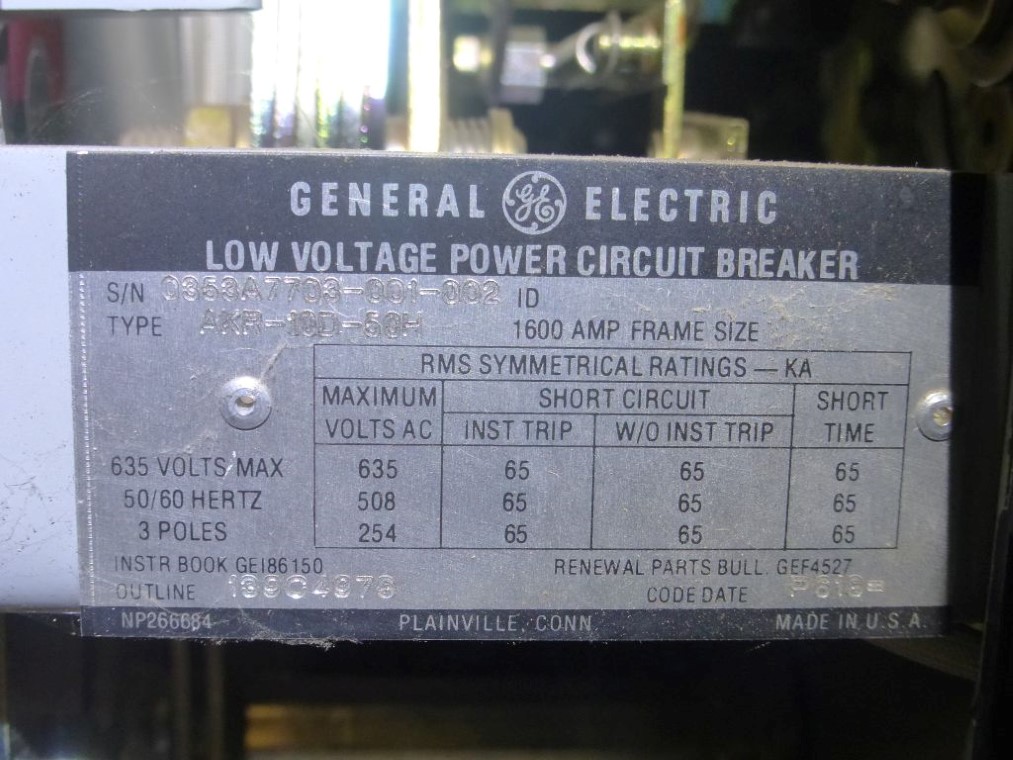 GENERAL GE ELECTRIC
LOW VOLTAGE POWER CIRCUIT BREAKER
S/N 0353A7703-001-002 ID
TYPE AKR-10D-50H 1600 AMP FRAME SIZE
RMS SYMMETRICAL RATINGS — KA
MAXIMUM SHORT CIRCUIT SHORT
VOLTS AC INST TRIP W/O INST TRIP TIME
635 VOLTS MAX 635 65 65 65
50/60 HERTZ 508 65 65 65
3 POLES 254 65 65 65
INSTR BOOK GEI86150 RENEWAL PARTS BULL. GEF4527
OUTLINE 139C4976 CODE DATE
NP266684 PLAINVILLE, CONN MADE IN U.S.A.